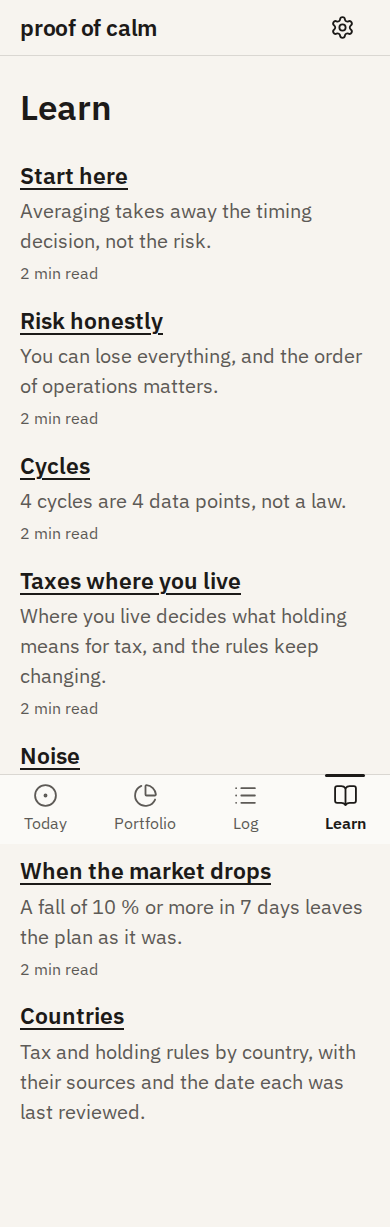 proof of calm
Learn
Start here
Averaging takes away the timing
decision, not the risk.
2 min read
Risk honestly
You can lose everything, and the order
of operations matters.
2 min read
Cycles
4 cycles are 4 data points, not a law.
2 min read
Taxes where you live
Where you live decides what holding
means for tax, and the rules keep
changing.
2 min read
Noise
Today
Portfolio
Log
Learn
When the market drops
A fall of 10 % or more in 7 days leaves
the plan as it was.
2 min read
Countries
Tax and holding rules by country, with
their sources and the date each was
last reviewed.